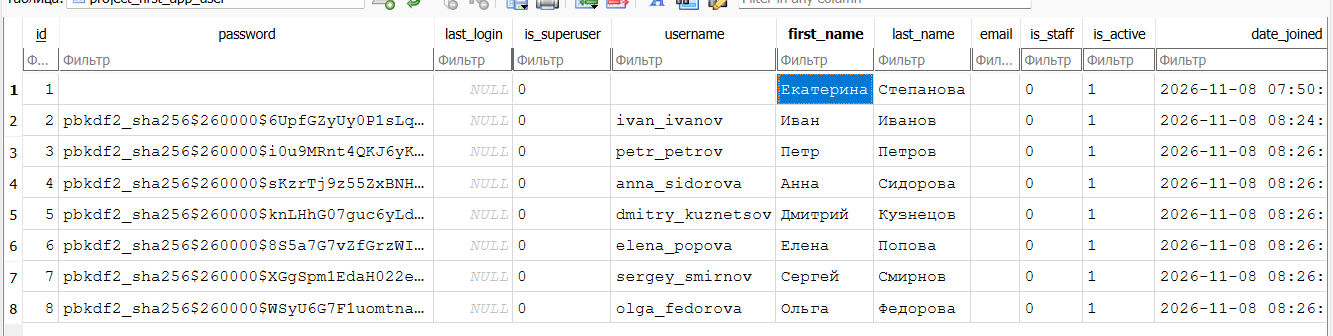 Таблица: project_first_app_user Filter in any column
id password last_login is_superuser username first_name last_name email is_staff is_active date_joined
Ф... Фильтр Фильтр Фильтр Фильтр Фильтр Фильтр Фил... Фильтр Фильтр Фильтр
1 1 NULL 0 Екатерина Степанова 0 1 2026-11-08 07:50:
2 2 pbkdf2_sha256$260000$6UpfGZyUy0P1sLq… NULL 0 ivan_ivanov Иван Иванов 0 1 2026-11-08 08:24:
3 3 pbkdf2_sha256$260000$i0u9MRnt4QKJ6yK… NULL 0 petr_petrov Петр Петров 0 1 2026-11-08 08:26:
4 4 pbkdf2_sha256$260000$sKzrTj9z55ZxBNH… NULL 0 anna_sidorova Анна Сидорова 0 1 2026-11-08 08:26:
5 5 pbkdf2_sha256$260000$knLHhG07guc6yLd… NULL 0 dmitry_kuznetsov Дмитрий Кузнецов 0 1 2026-11-08 08:26:
6 6 pbkdf2_sha256$260000$8S5a7G7vZfGrzWI… NULL 0 elena_popova Елена Попова 0 1 2026-11-08 08:26:
7 7 pbkdf2_sha256$260000$XGgSpm1EdaH022e… NULL 0 sergey_smirnov Сергей Смирнов 0 1 2026-11-08 08:26:
8 8 pbkdf2_sha256$260000$WSyU6G7F1uomtna… NULL 0 olga_fedorova Ольга Федорова 0 1 2026-11-08 08:26: